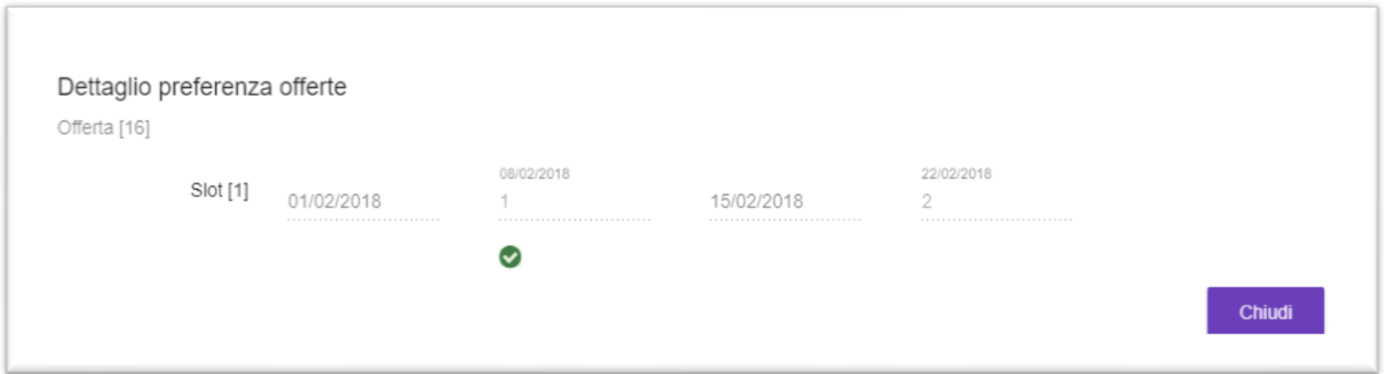 Dettaglio preferenza offerte
Offerta [16]
08/02/2018 22/02/2018
Slot [1] 01/02/2018 1 15/02/2018 2
Chiudi